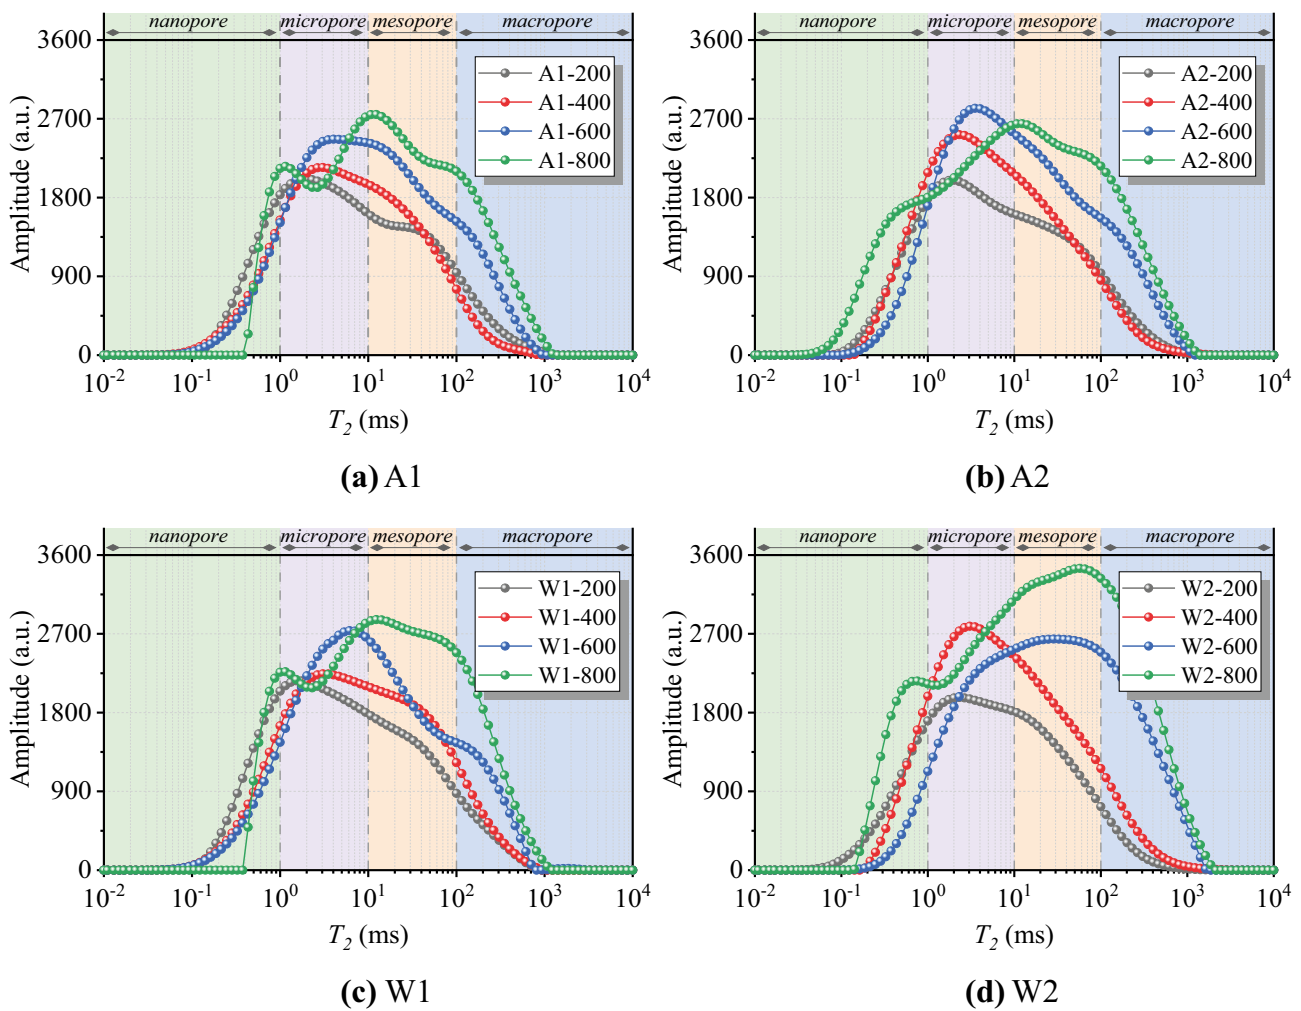 nanopore micropore mesopore macropore
3600
2700
1800
900
0
Amplitude (a.u.)
A1-200
A1-400
A1-600
A1-800
10⁻² 10⁻¹ 10⁰ 10¹ 10² 10³ 10⁴
T₂ (ms)
(a) A1
nanopore micropore mesopore macropore
3600
2700
1800
900
0
Amplitude (a.u.)
A2-200
A2-400
A2-600
A2-800
10⁻² 10⁻¹ 10⁰ 10¹ 10² 10³ 10⁴
T₂ (ms)
(b) A2
nanopore micropore mesopore macropore
3600
2700
1800
900
0
Amplitude (a.u.)
W1-200
W1-400
W1-600
W1-800
10⁻² 10⁻¹ 10⁰ 10¹ 10² 10³ 10⁴
T₂ (ms)
(c) W1
nanopore micropore mesopore macropore
3600
2700
1800
900
0
Amplitude (a.u.)
W2-200
W2-400
W2-600
W2-800
10⁻² 10⁻¹ 10⁰ 10¹ 10² 10³ 10⁴
T₂ (ms)
(d) W2